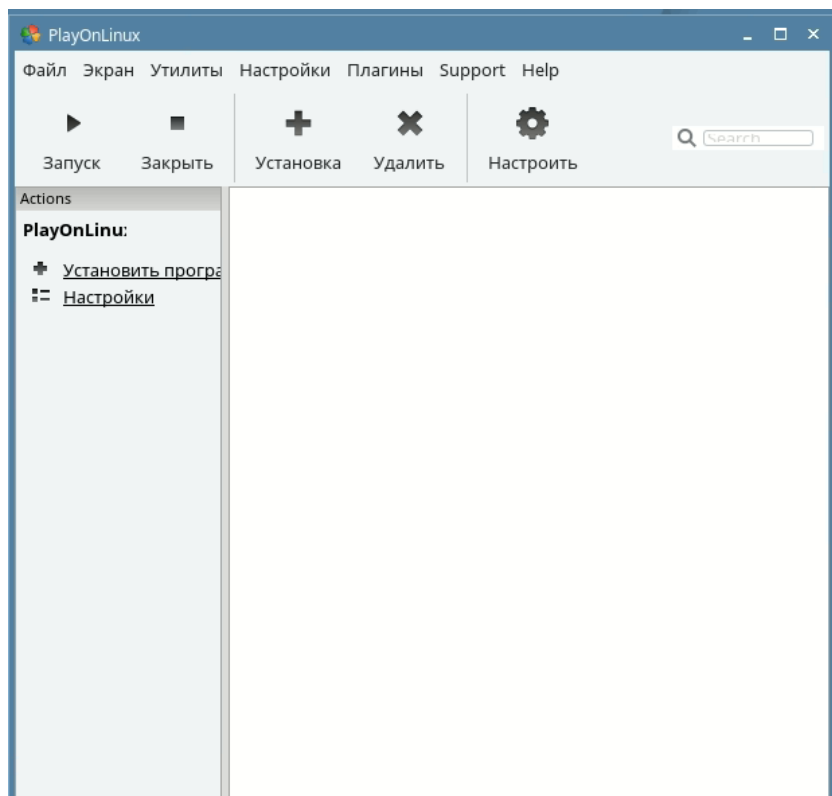 PlayOnLinux
Файл Экран Утилиты Настройки Плагины Support Help
Search
Запуск Закрыть Установка Удалить Настроить
Actions
PlayOnLinu:
Установить програ
Настройки